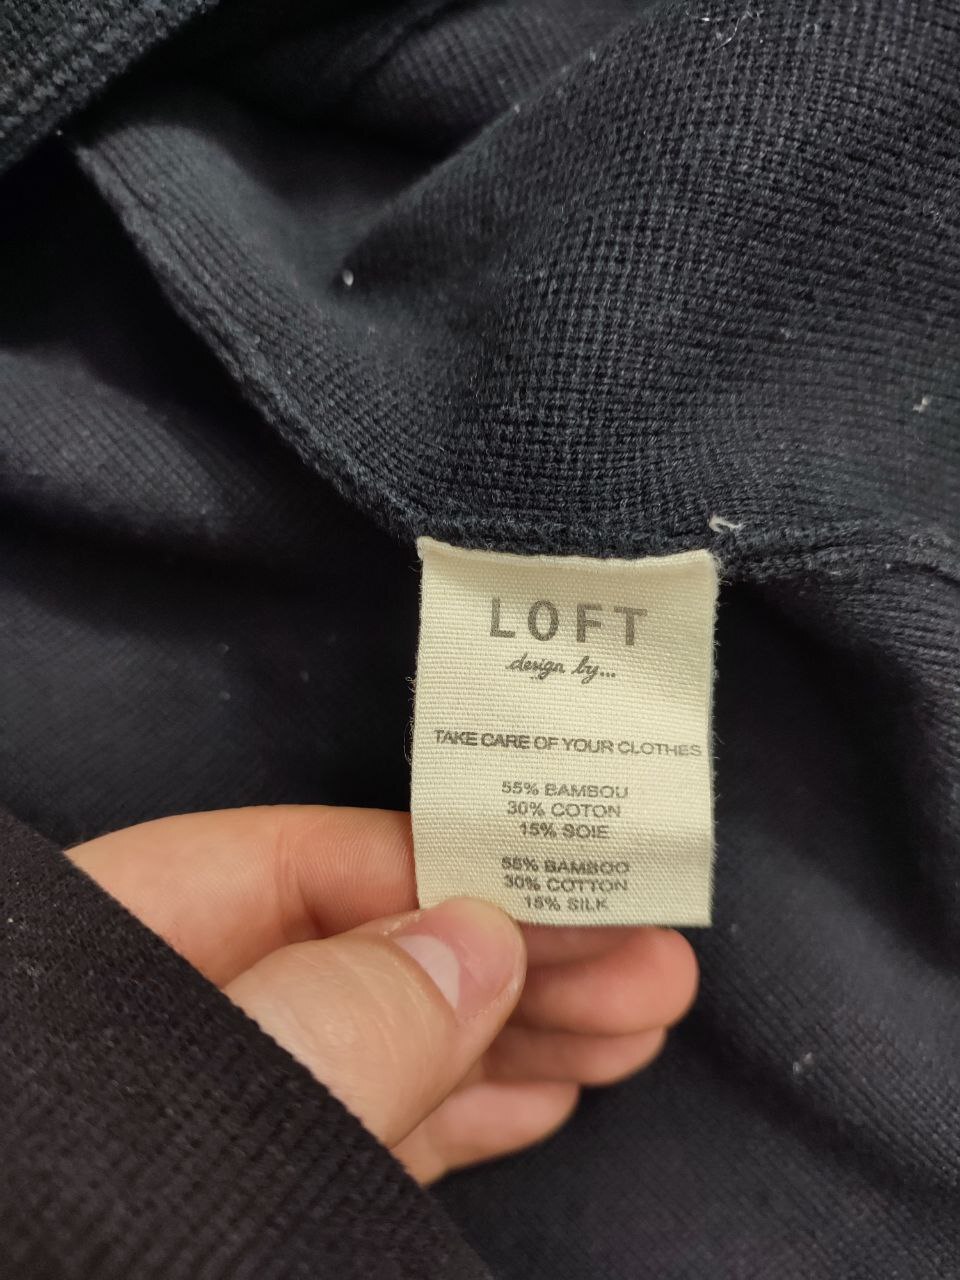 LOFT
design by...
TAKE CARE OF YOUR CLOTHES
55% BAMBOU
30% COTON
15% SOIE
55% BAMBOO
30% COTTON
15% SILK